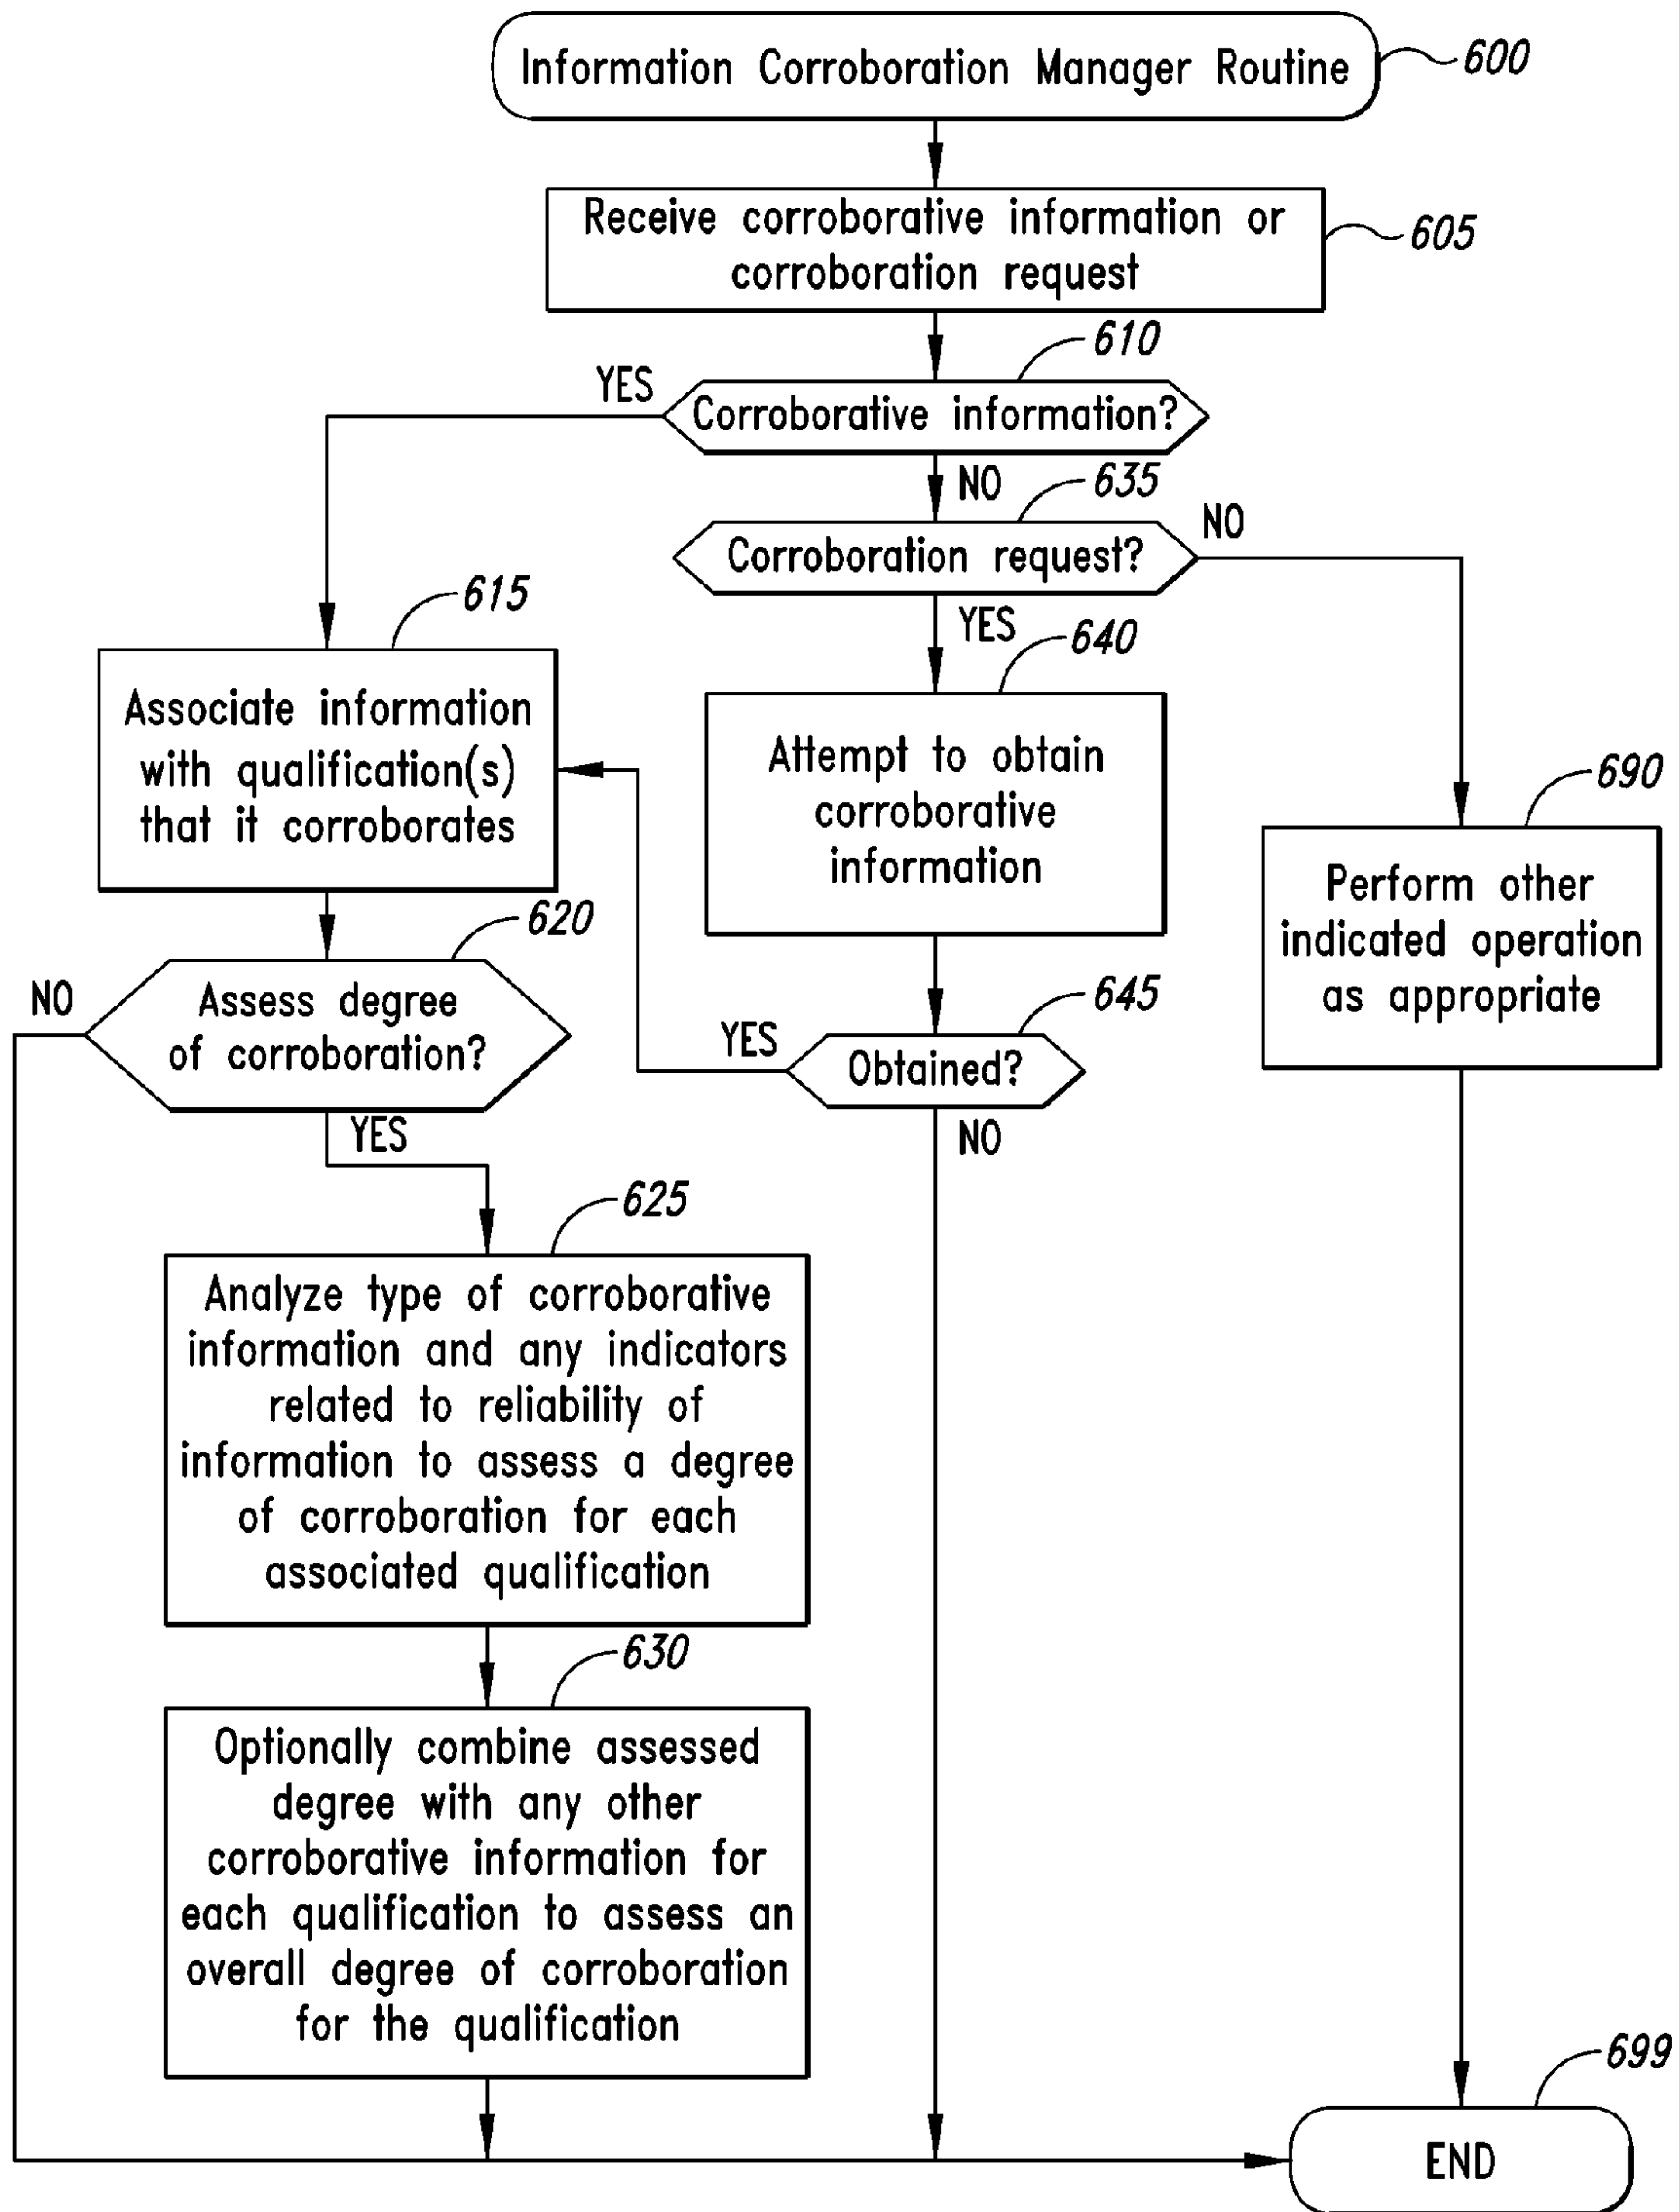 Information Corroboration Manager Routine
600
Receive corroborative information or
corroboration request
605
610
YES
Corroborative information?
NO
635
NO
Corroboration request?
615
YES
640
Associate information
with qualification(s)
that it corroborates
Attempt to obtain
corroborative
information
690
Perform other
indicated operation
as appropriate
620
NO
Assess degree
of corroboration?
645
YES
Obtained?
YES
NO
625
Analyze type of corroborative
information and any indicators
related to reliability of
information to assess a degree
of corroboration for each
associated qualification
630
Optionally combine assessed
degree with any other
corroborative information for
each qualification to assess an
overall degree of corroboration
for the qualification
699
END